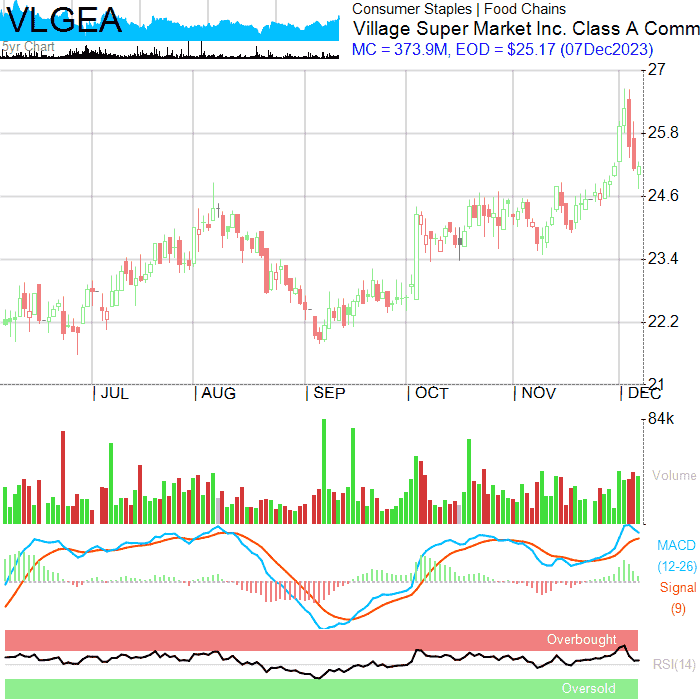 VLGEA
5yr Chart
Consumer Staples | Food Chains
Village Super Market Inc. Class A Comm
MC = 373.9M, EOD = $25.17 (07Dec2023)
27
25.8
24.6
23.4
22.2
21
| JUL | AUG | SEP | OCT | NOV | DEC
84k
Volume
MACD
(12-26)
Signal
(9)
Overbought
RSI(14)
Oversold